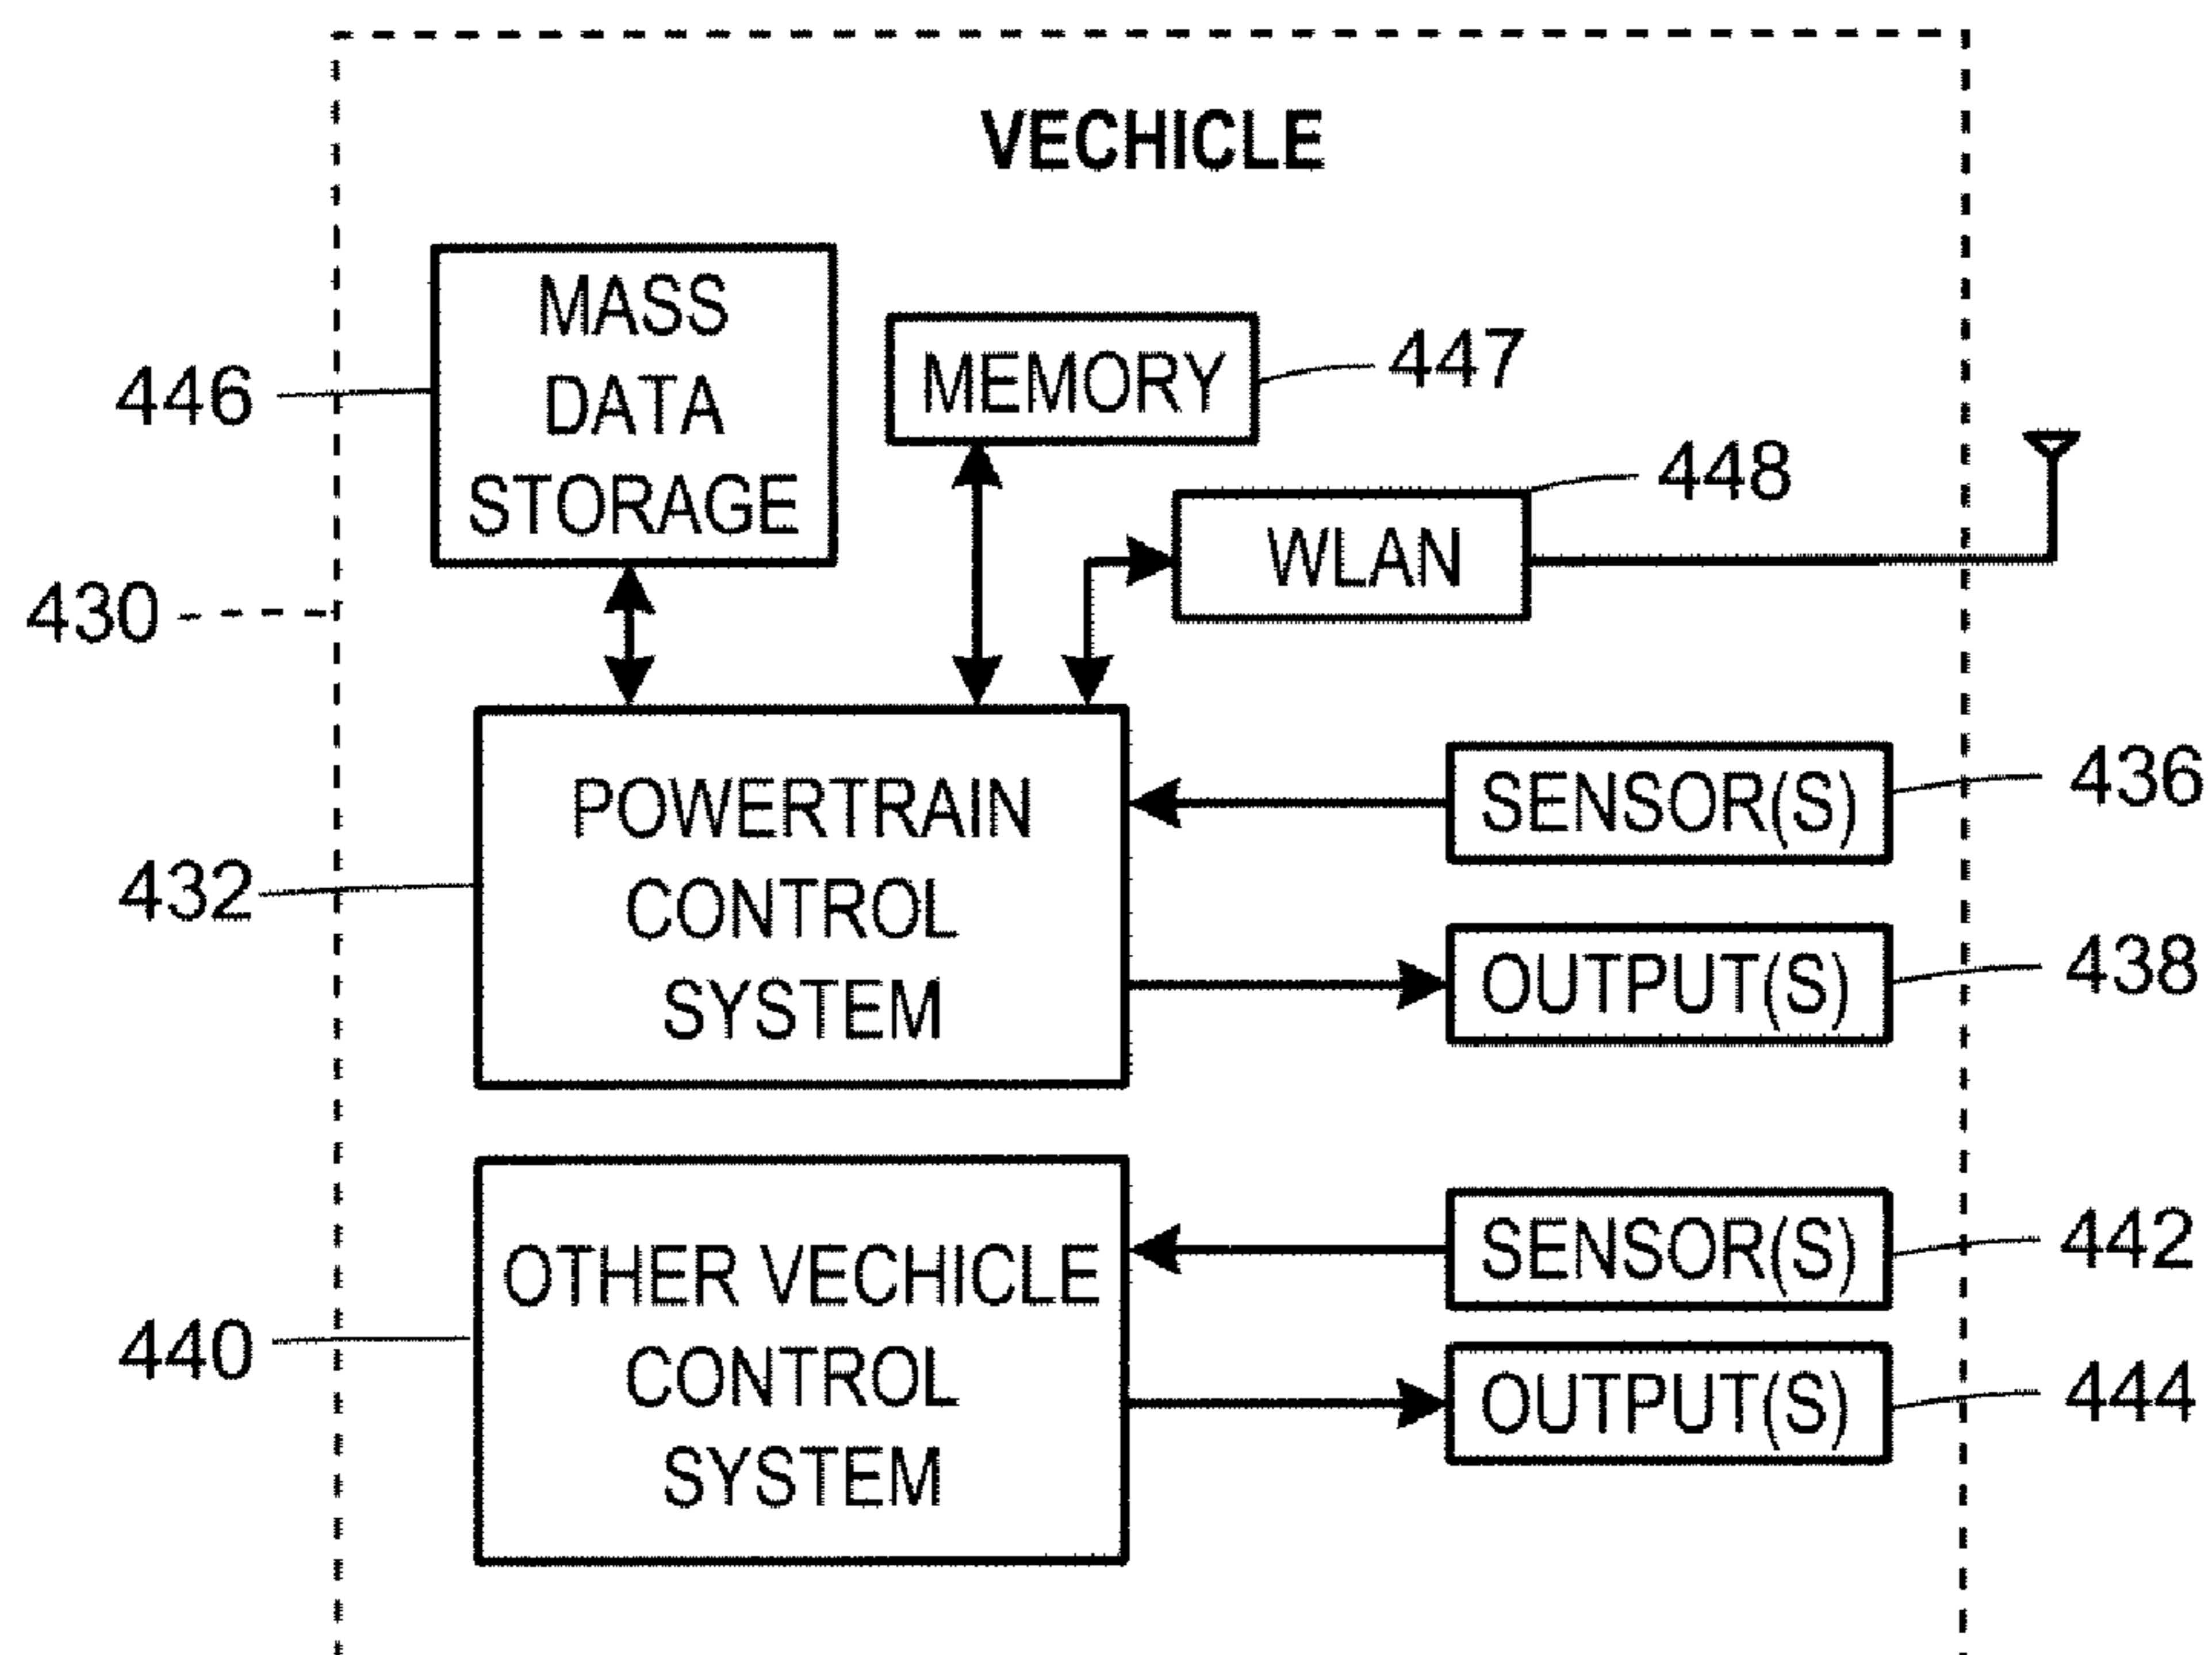 VECHICLE
MASS
DATA
STORAGE
446
MEMORY
447
448
WLAN
430
POWERTRAIN
CONTROL
SYSTEM
432
SENSOR(S)
436
OUTPUT(S)
438
OTHER VECHICLE
CONTROL
SYSTEM
440
SENSOR(S)
442
OUTPUT(S)
444